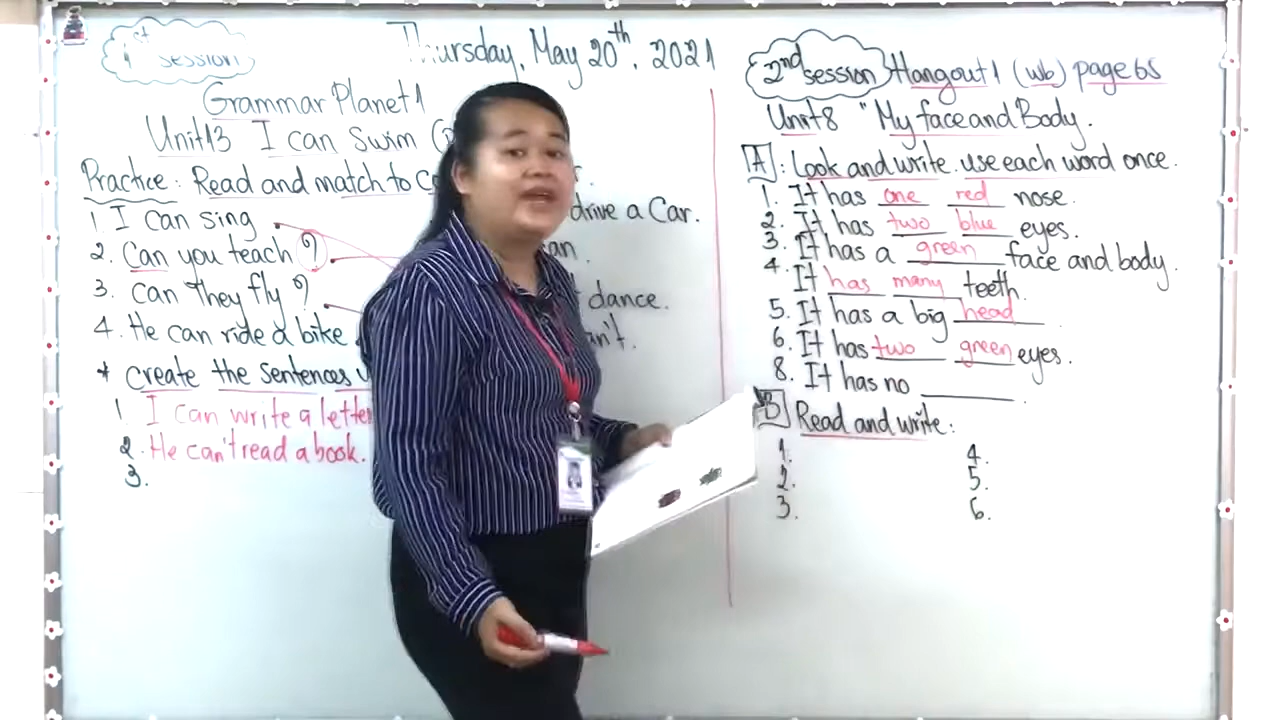 1st SESSION
Thursday, May 20th, 2021
Grammar Planet 1
Unit 13 I can swim
Practice: Read and match to
1. I can sing
2. Can you teach ?
3. Can they fly ?
4. He can ride a bike
drive a Car.
dance.
* Create the sentences
1. I can write a letter
2. He can't read a book.
3.
2nd session Hangout 1 (wb) page 65
Unit 8 "My face and Body.
A: Look and write. use each word once.
1. It has one red nose.
2. It has two blue eyes.
3. It has a green face and body.
4. It has many teeth.
5. It has a big head.
6. It has two green eyes.
8. It has no ______.
B Read and write:
1.
2.
3.
4.
5.
6.